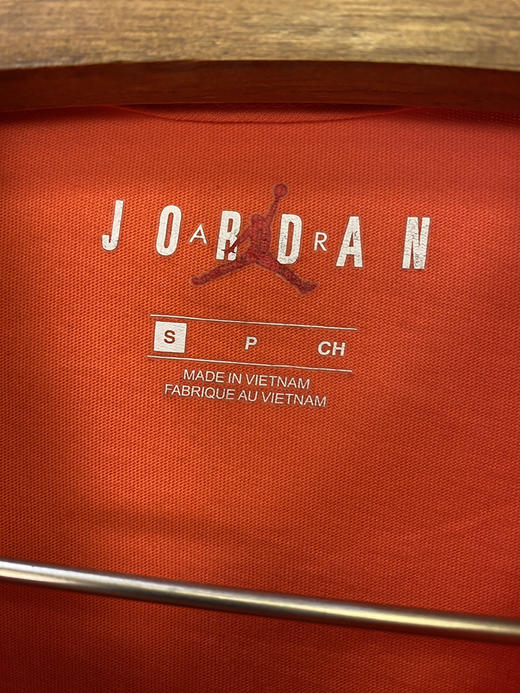 JORDAN
AIR
S P CH
MADE IN VIETNAM
FABRIQUE AU VIETNAM